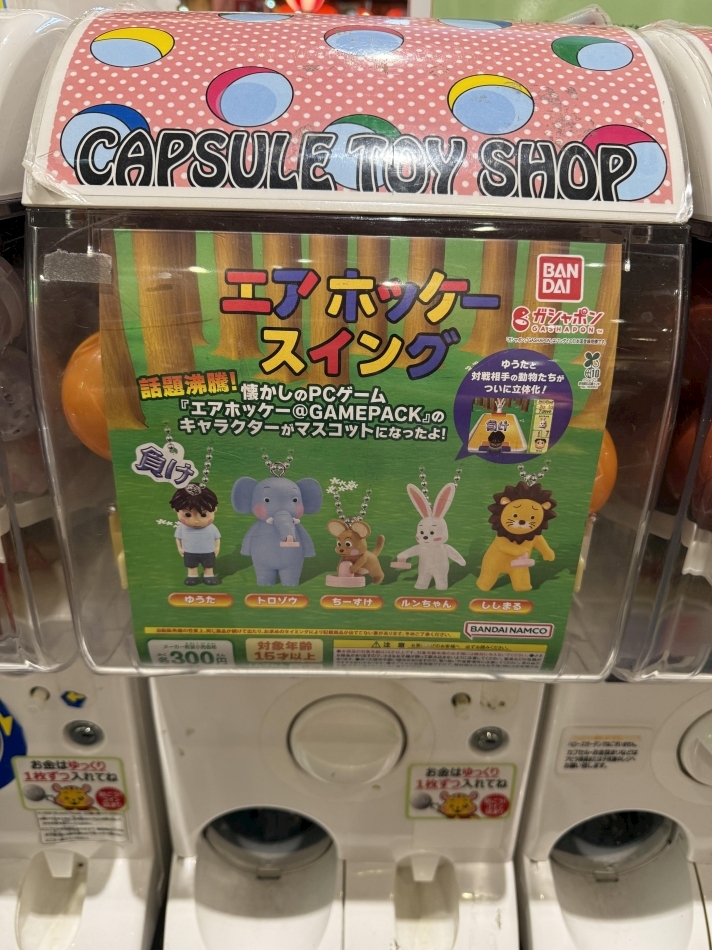 CAPSULE TOY SHOP
エアホッケー
スイング
BAN
DAI
ガシャポン
GASHAPON
話題沸騰!
懐かしのPCゲーム
『エアホッケー@GAMEPACK』の
キャラクターがマスコットになったよ!
ゆうたと
対戦相手の動物たちが
ついに立体化!
負け
負け
ゆうた
トロゾウ
ちーすけ
ルンちゃん
ししまる
BANDAI NAMCO
300円
対象年齢
15才以上
注意
お金はゆっくり
1枚ずつ入れてね
お金はゆっくり
1枚ずつ入れてね